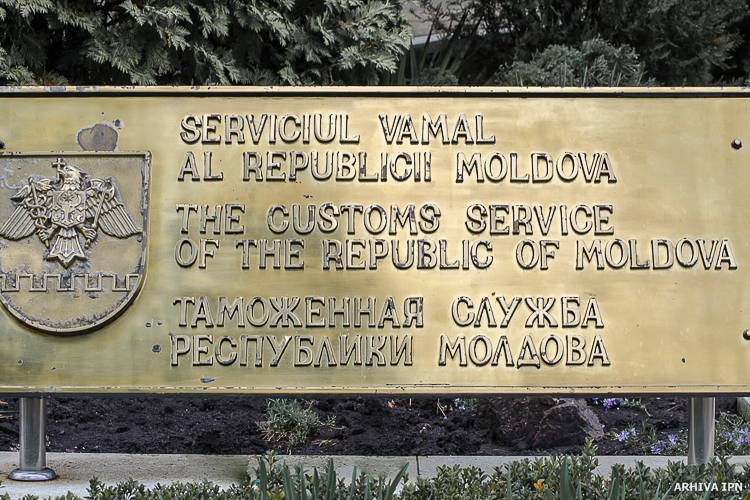 SERVICIUL VAMAL
AL REPUBLICII MOLDOVA
THE CUSTOMS SERVICE
OF THE REPUBLIC OF MOLDOVA
ТАМОЖЕННАЯ СЛУЖБА
РЕСПУБЛИКИ МОЛДОВА
ARHIVA IPN